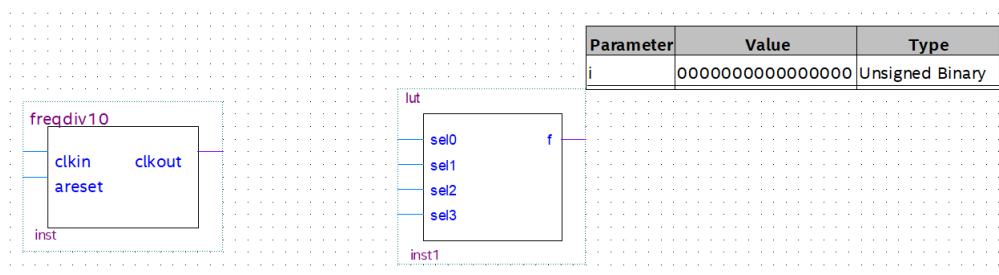 Parameter Value Type
i 0000000000000000 Unsigned Binary
freqdiv10
clkin clkout
areset
inst
lut
sel0 f
sel1
sel2
sel3
inst1